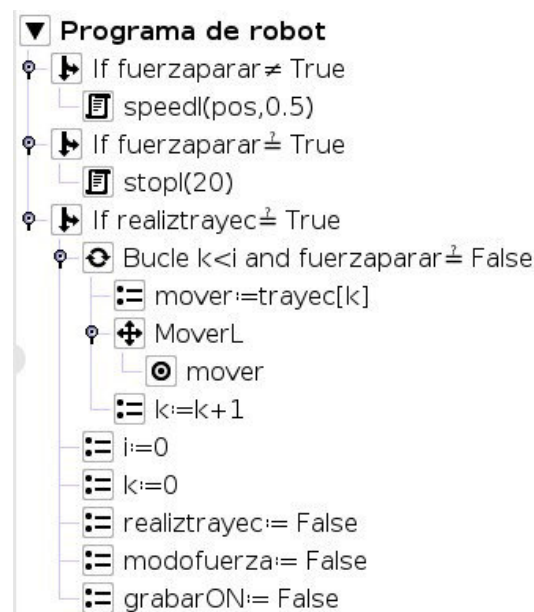 Programa de robot
If fuerzaparar≠ True
speedl(pos,0.5)
If fuerzaparar≟ True
stopl(20)
If realiztrayec≟ True
Bucle k<i and fuerzaparar≟ False
mover:=trayec[k]
MoverL
mover
k:=k+1
i:=0
k:=0
realiztrayec:= False
modofuerza:= False
grabarON:= False